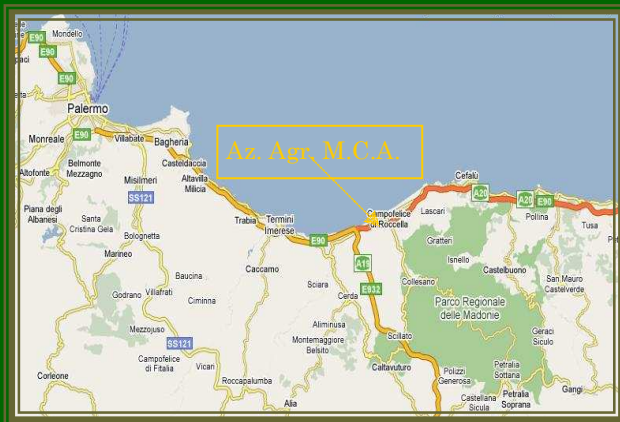 Mondello
E90
E90
E90
Palermo
Monreale
E90
Villabate
Bagheria
Az. Agr. M.C.A.
Cefalù
Altofonte
Belmonte
Mezzagno
Misilmeri
Casteldaccia
Altavilla
Milicia
SS121
A20
A20
E90
Piana degli
Albanesi
Santa
Cristina Gela
Bolognetta
Trabia
Termini
Imerese
Campofelice
di Roccella
Lascari
Pollina
Tusa
E90
Gratteri
Marineo
Isnello
Castelbuono
A19
Baucina
Caccamo
Sciara
Collesano
San Mauro
Castelverde
Godrano
Villafrati
Ciminna
Cerda
E932
Parco Regionale
delle Madonie
Mezzojuso
Aliminusa
Geraci
Siculo
SS121
Montemaggiore
Belsito
Scillato
Campofelice
di Fitalia
Vicari
Caltavuturo
Polizzi
Generosa
Petralia
Sottana
Corleone
Roccapalumba
Gangi
Alia
Castellana
Sicula
Petralia
Soprana